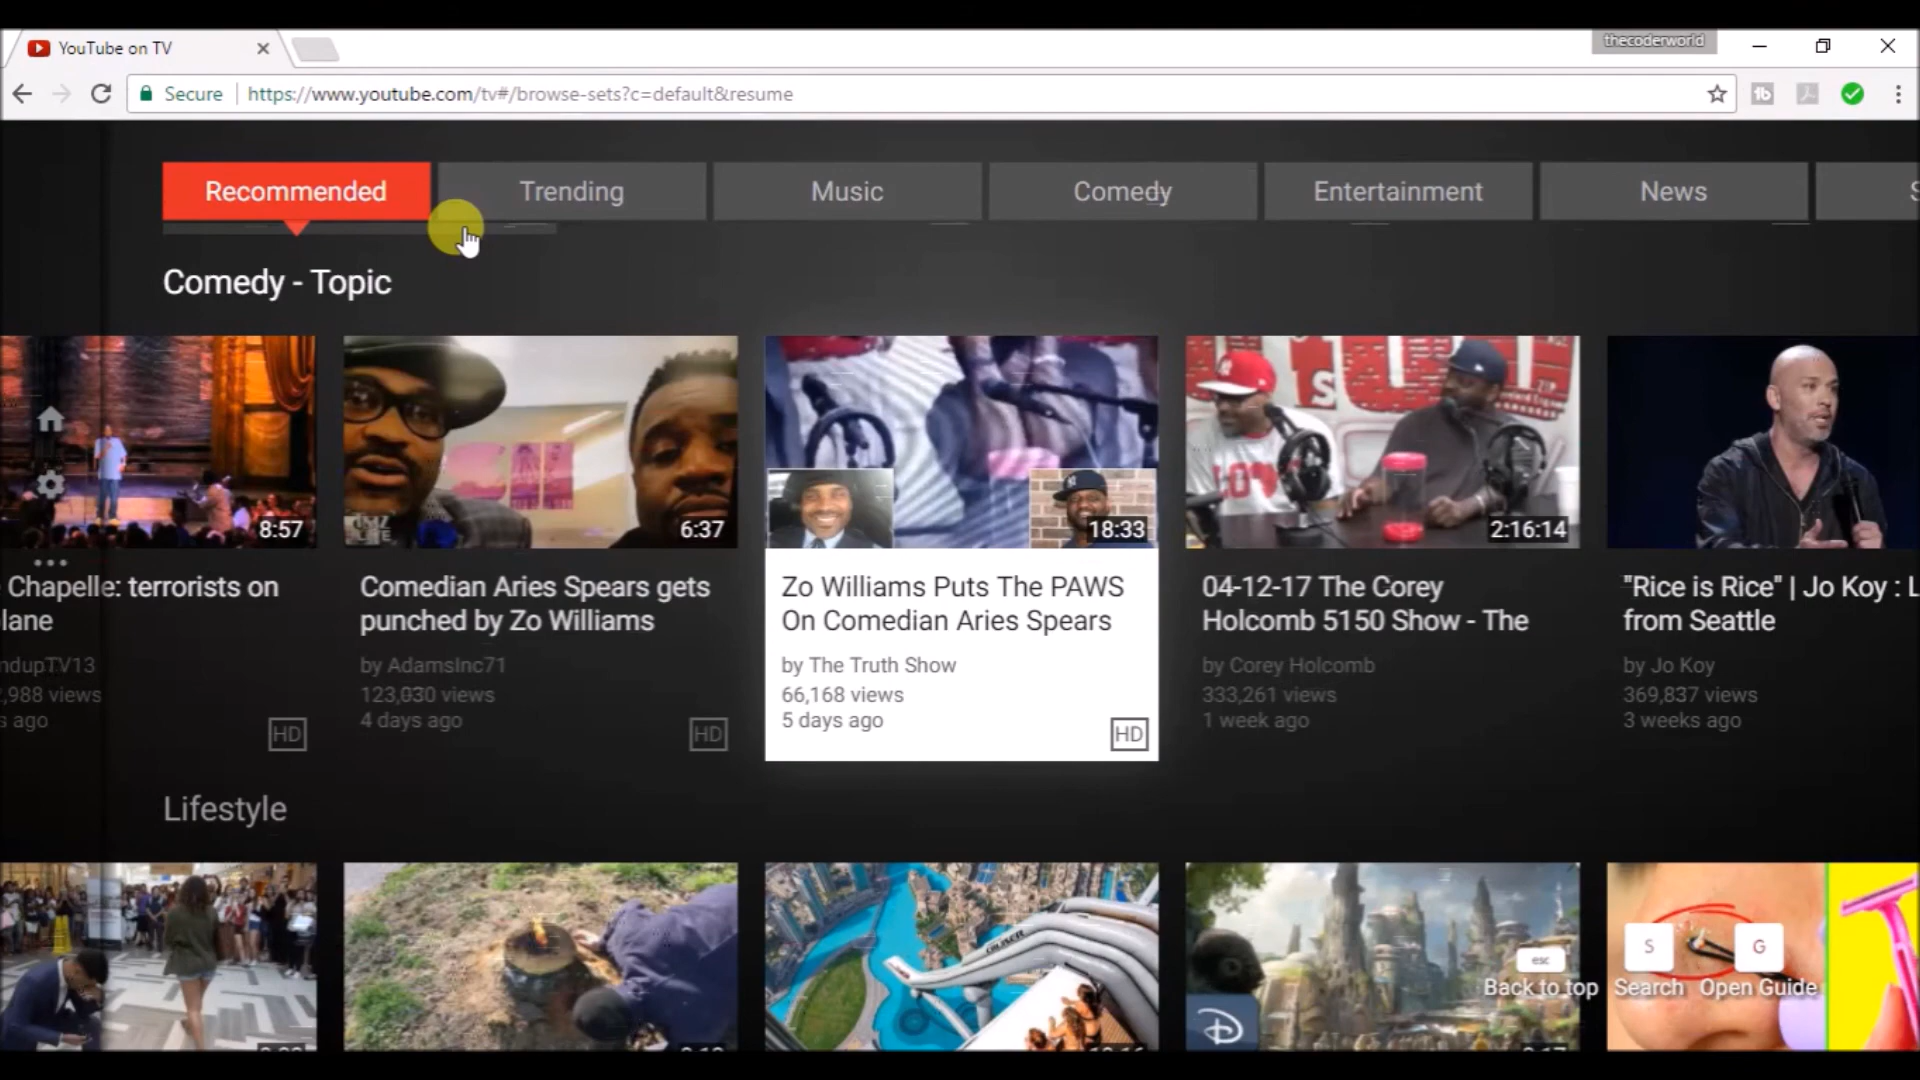 YouTube on TV
thecoderworld
Secure
https://www.youtube.com/tv#/browse-sets?c=default&resume
Recommended
Trending
Music
Comedy
Entertainment
News
Comedy - Topic
8:57
6:37
18:33
2:16:14
Chapelle: terrorists on
lane
ndupTV13
,988 views
s ago
HD
Comedian Aries Spears gets
punched by Zo Williams
by AdamsInc71
123,030 views
4 days ago
HD
Zo Williams Puts The PAWS
On Comedian Aries Spears
by The Truth Show
66,168 views
5 days ago
HD
04-12-17 The Corey
Holcomb 5150 Show - The
by Corey Holcomb
333,261 views
1 week ago
"Rice is Rice" | Jo Koy : L
from Seattle
by Jo Koy
369,837 views
3 weeks ago
Lifestyle
esc
S
G
Back to top
Search
Open Guide